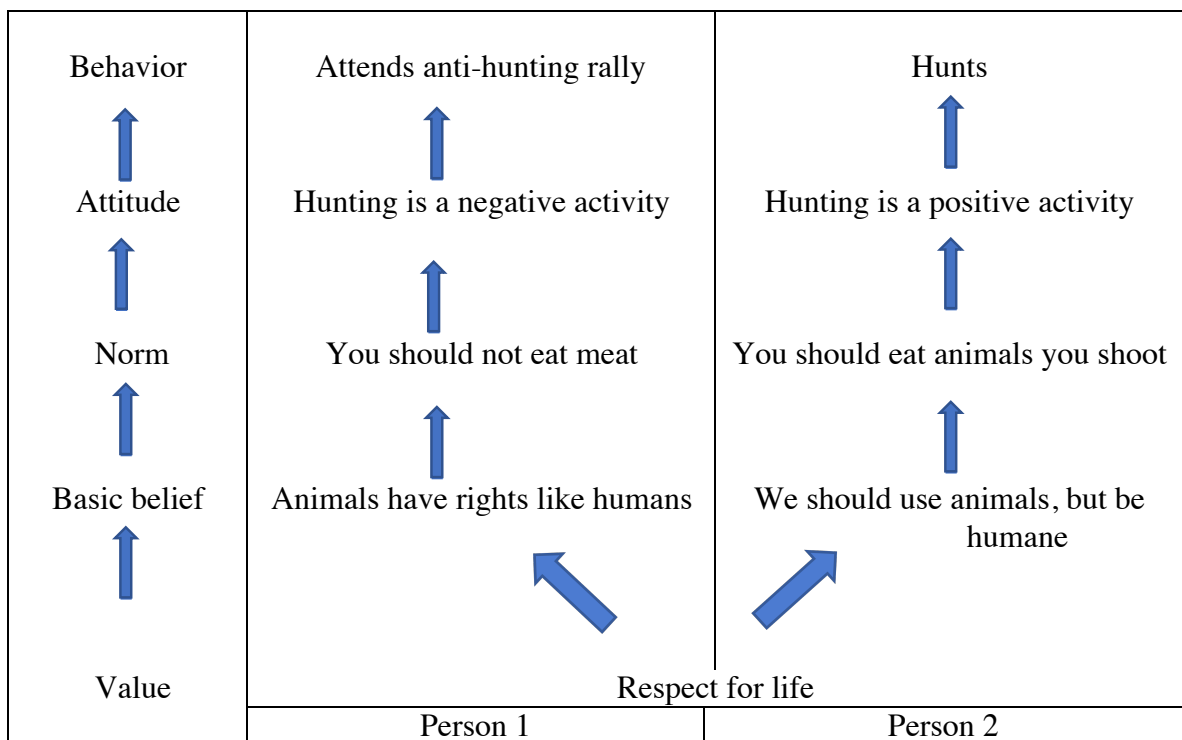 Behavior
Attends anti-hunting rally
Hunts
Attitude
Hunting is a negative activity
Hunting is a positive activity
Norm
You should not eat meat
You should eat animals you shoot
Basic belief
Animals have rights like humans
We should use animals, but be
humane
Value
Respect for life
Person 1
Person 2